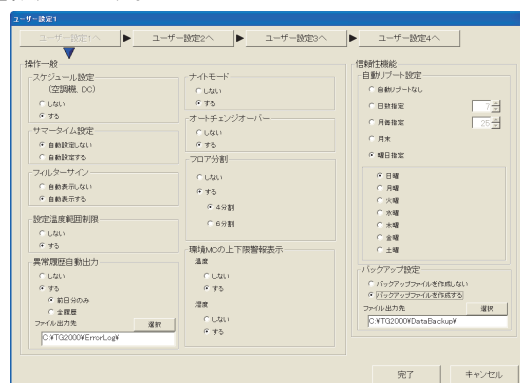 ユーザー設定1
ユーザー設定1へ
ユーザー設定2へ
ユーザー設定3へ
ユーザー設定4へ
操作一般
スケジュール設定
(空調機、DC)
しない
する
サマータイム設定
自動設定しない
自動設定する
フィルターサイン
自動表示しない
自動表示する
設定温度範囲制限
しない
する
異常履歴自動出力
しない
する
前日分のみ
全履歴
ファイル出力先
選択
C:¥TG2000¥ErrorLog¥
ナイトモード
しない
する
オートチェンジオーバー
しない
する
フロア分割
しない
する
4分割
6分割
環境MCの上下限警報表示
温度
しない
する
湿度
しない
する
信頼性機能
自動リブート設定
自動リブートなし
日数指定
7
月毎指定
25
月末
曜日指定
日曜
月曜
火曜
水曜
木曜
金曜
土曜
バックアップ設定
バックアップファイルを作成しない
バックアップファイルを作成する
ファイル出力先
選択
C:¥TG2000¥DataBackup¥
完了
キャンセル